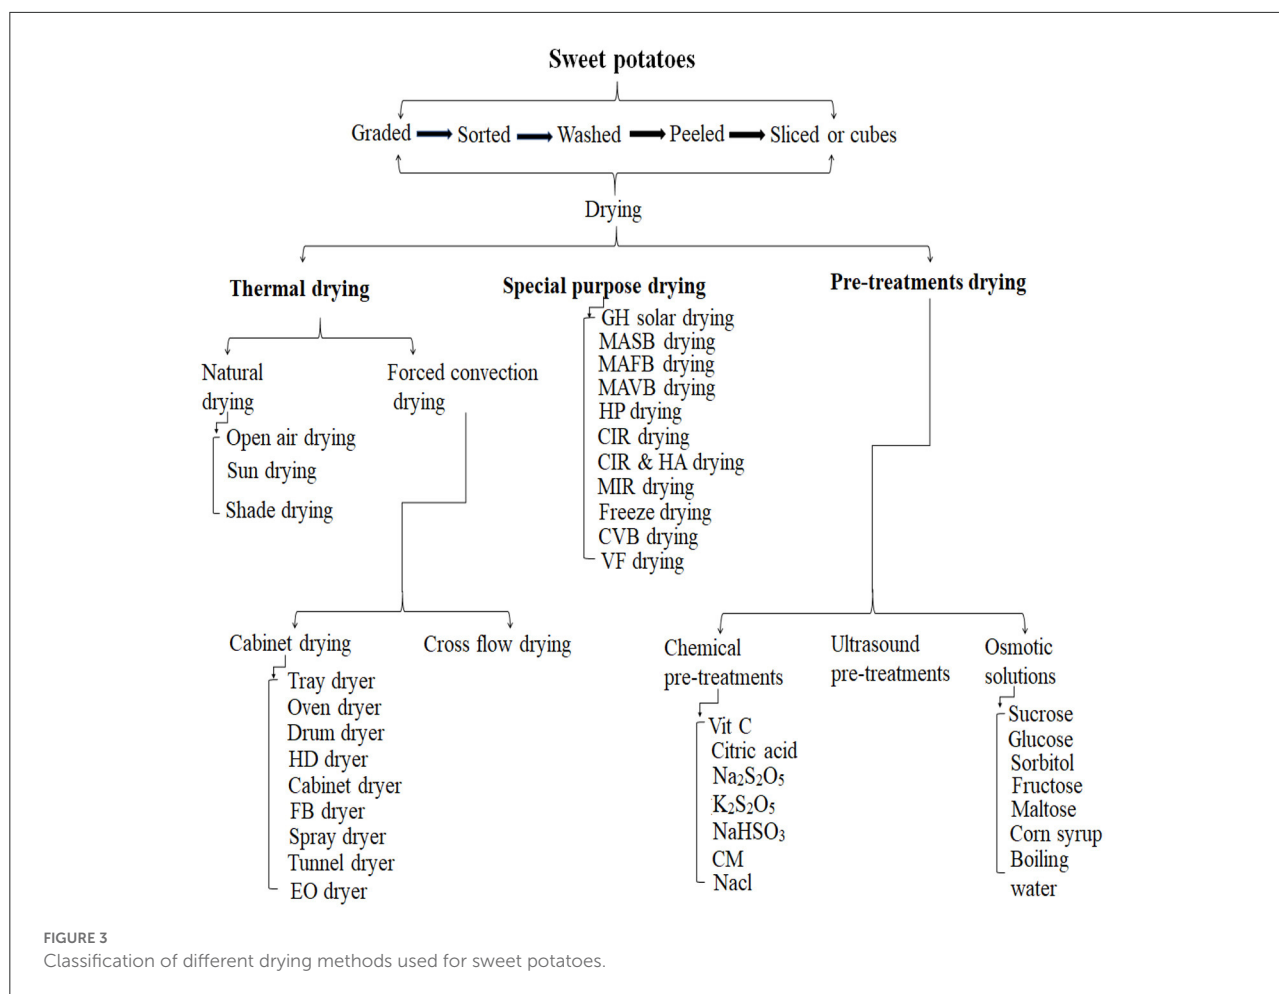 Sweet potatoes
Graded Sorted Washed Peeled Sliced or cubes
Drying
Thermal drying
Special purpose drying
Pre-treatments drying
Natural
drying
Forced convection
drying
Open air drying
Sun drying
Shade drying
GH solar drying
MASB drying
MAFB drying
MAVB drying
HP drying
CIR drying
CIR & HA drying
MIR drying
Freeze drying
CVB drying
VF drying
Cabinet drying
Cross flow drying
Tray dryer
Oven dryer
Drum dryer
HD dryer
Cabinet dryer
FB dryer
Spray dryer
Tunnel dryer
EO dryer
Chemical
pre-treatments
Ultrasound
pre-treatments
Osmotic
solutions
Vit C
Citric acid
Na₂S₂O₅
K₂S₂O₅
NaHSO₃
CM
Nacl
Sucrose
Glucose
Sorbitol
Fructose
Maltose
Corn syrup
Boiling
water
FIGURE 3
Classification of different drying methods used for sweet potatoes.